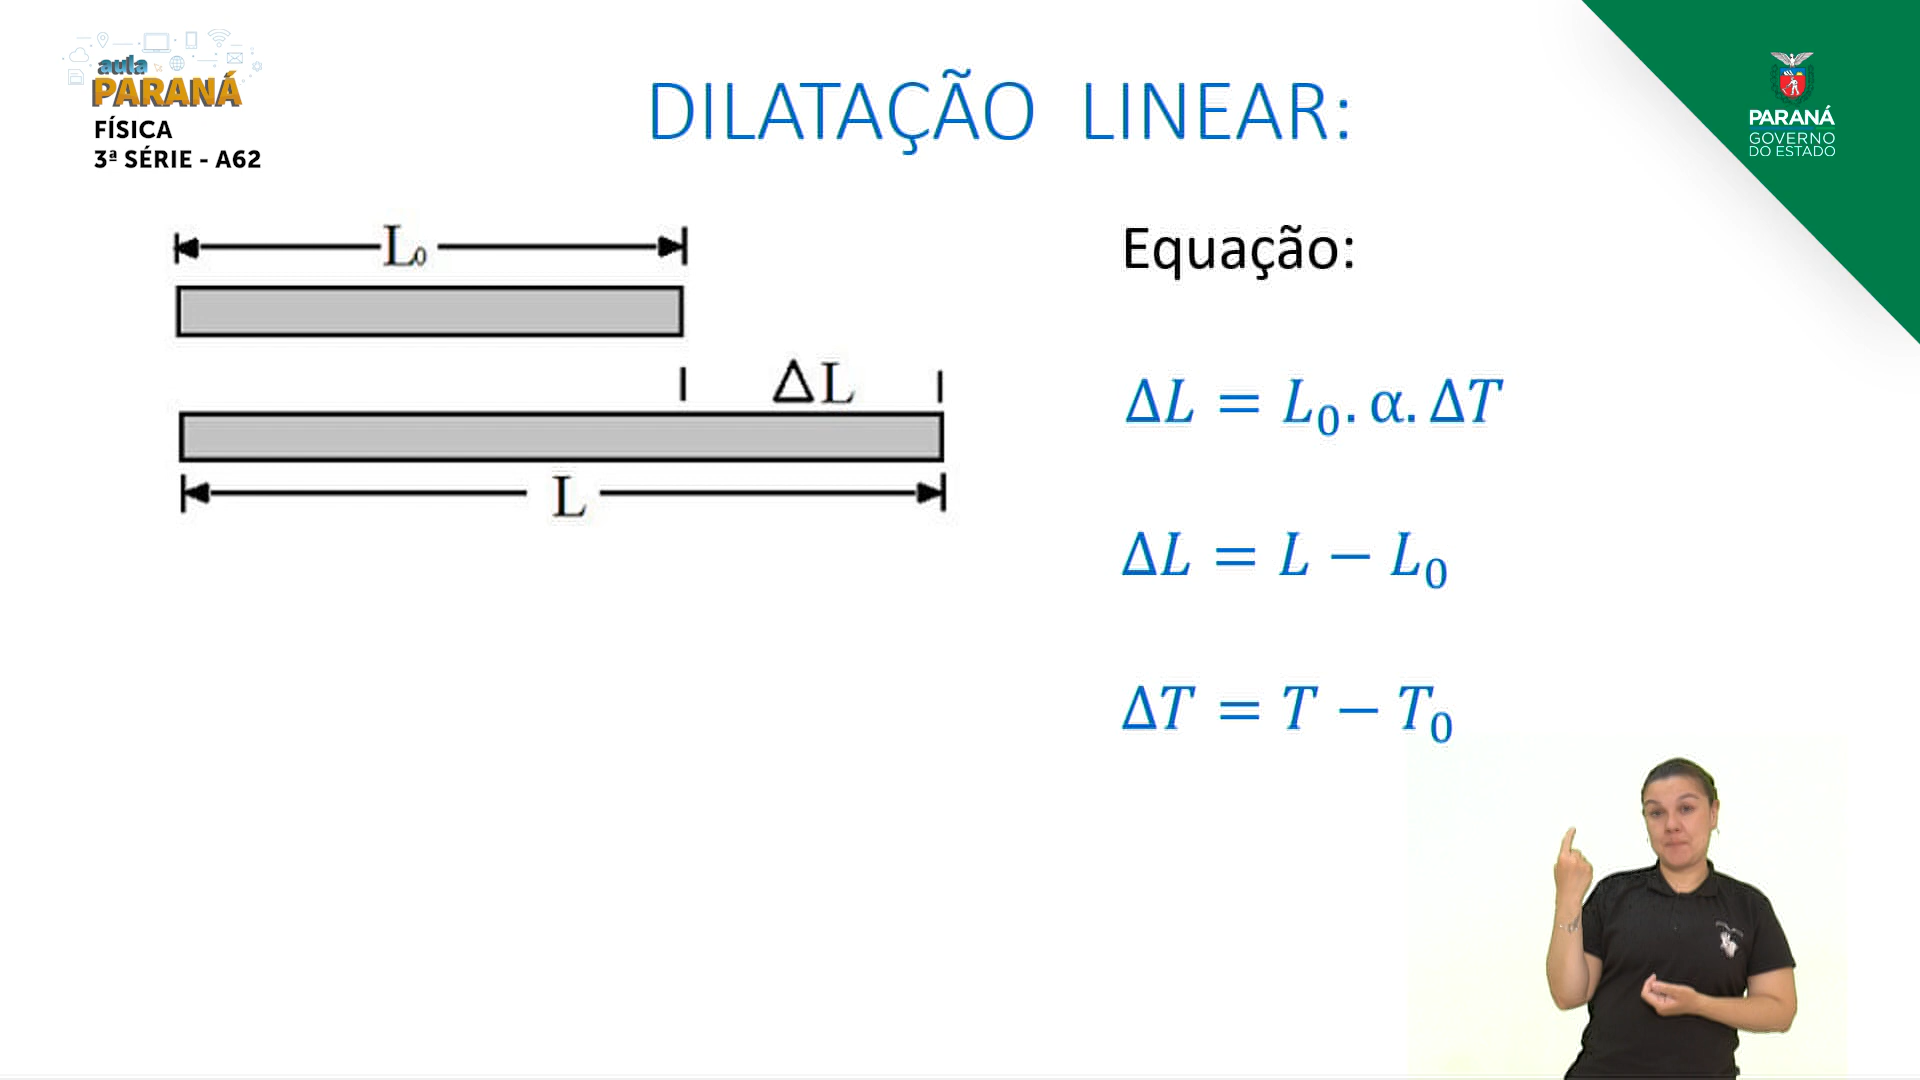 aula
PARANÁ
FÍSICA
3ª SÉRIE - A62
DILATAÇÃO LINEAR:
PARANÁ
GOVERNO
DO ESTADO
L₀
ΔL
L
Equação:
ΔL = L₀. α. ΔT
ΔL = L − L₀
ΔT = T − T₀